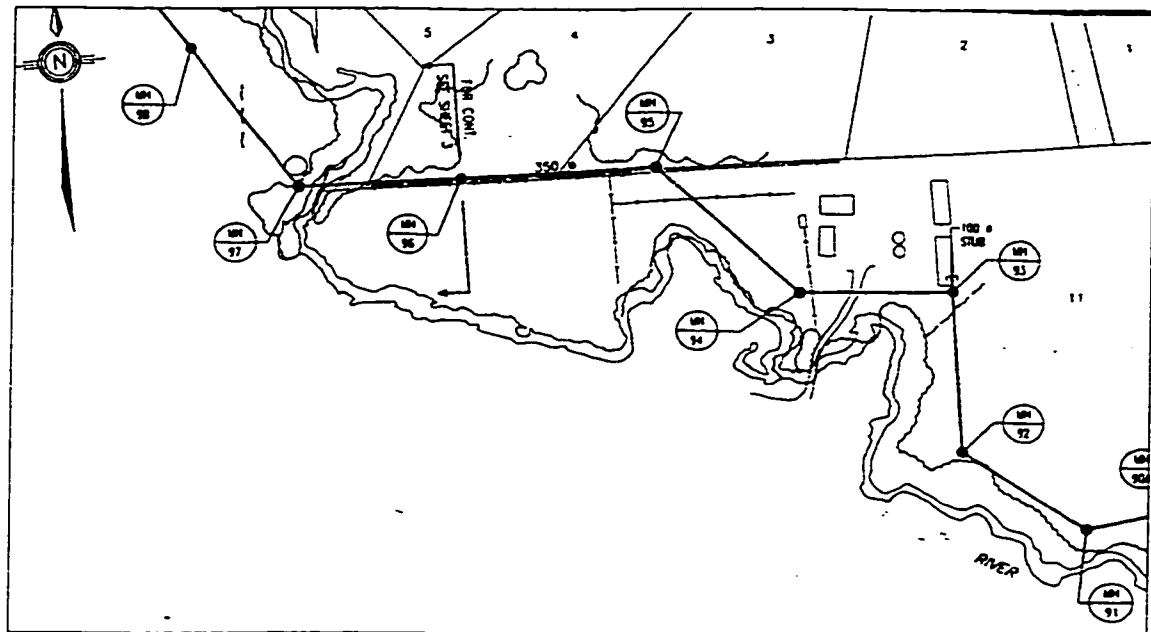 N
5
4
3
2
1
MH
98
FOR CONT.
SEE SHEET 3
MH
95
350
MH
96
MH
97
100 #
STUB
MH
93
11
MH
94
MH
92
MH
RIVER
MH
91